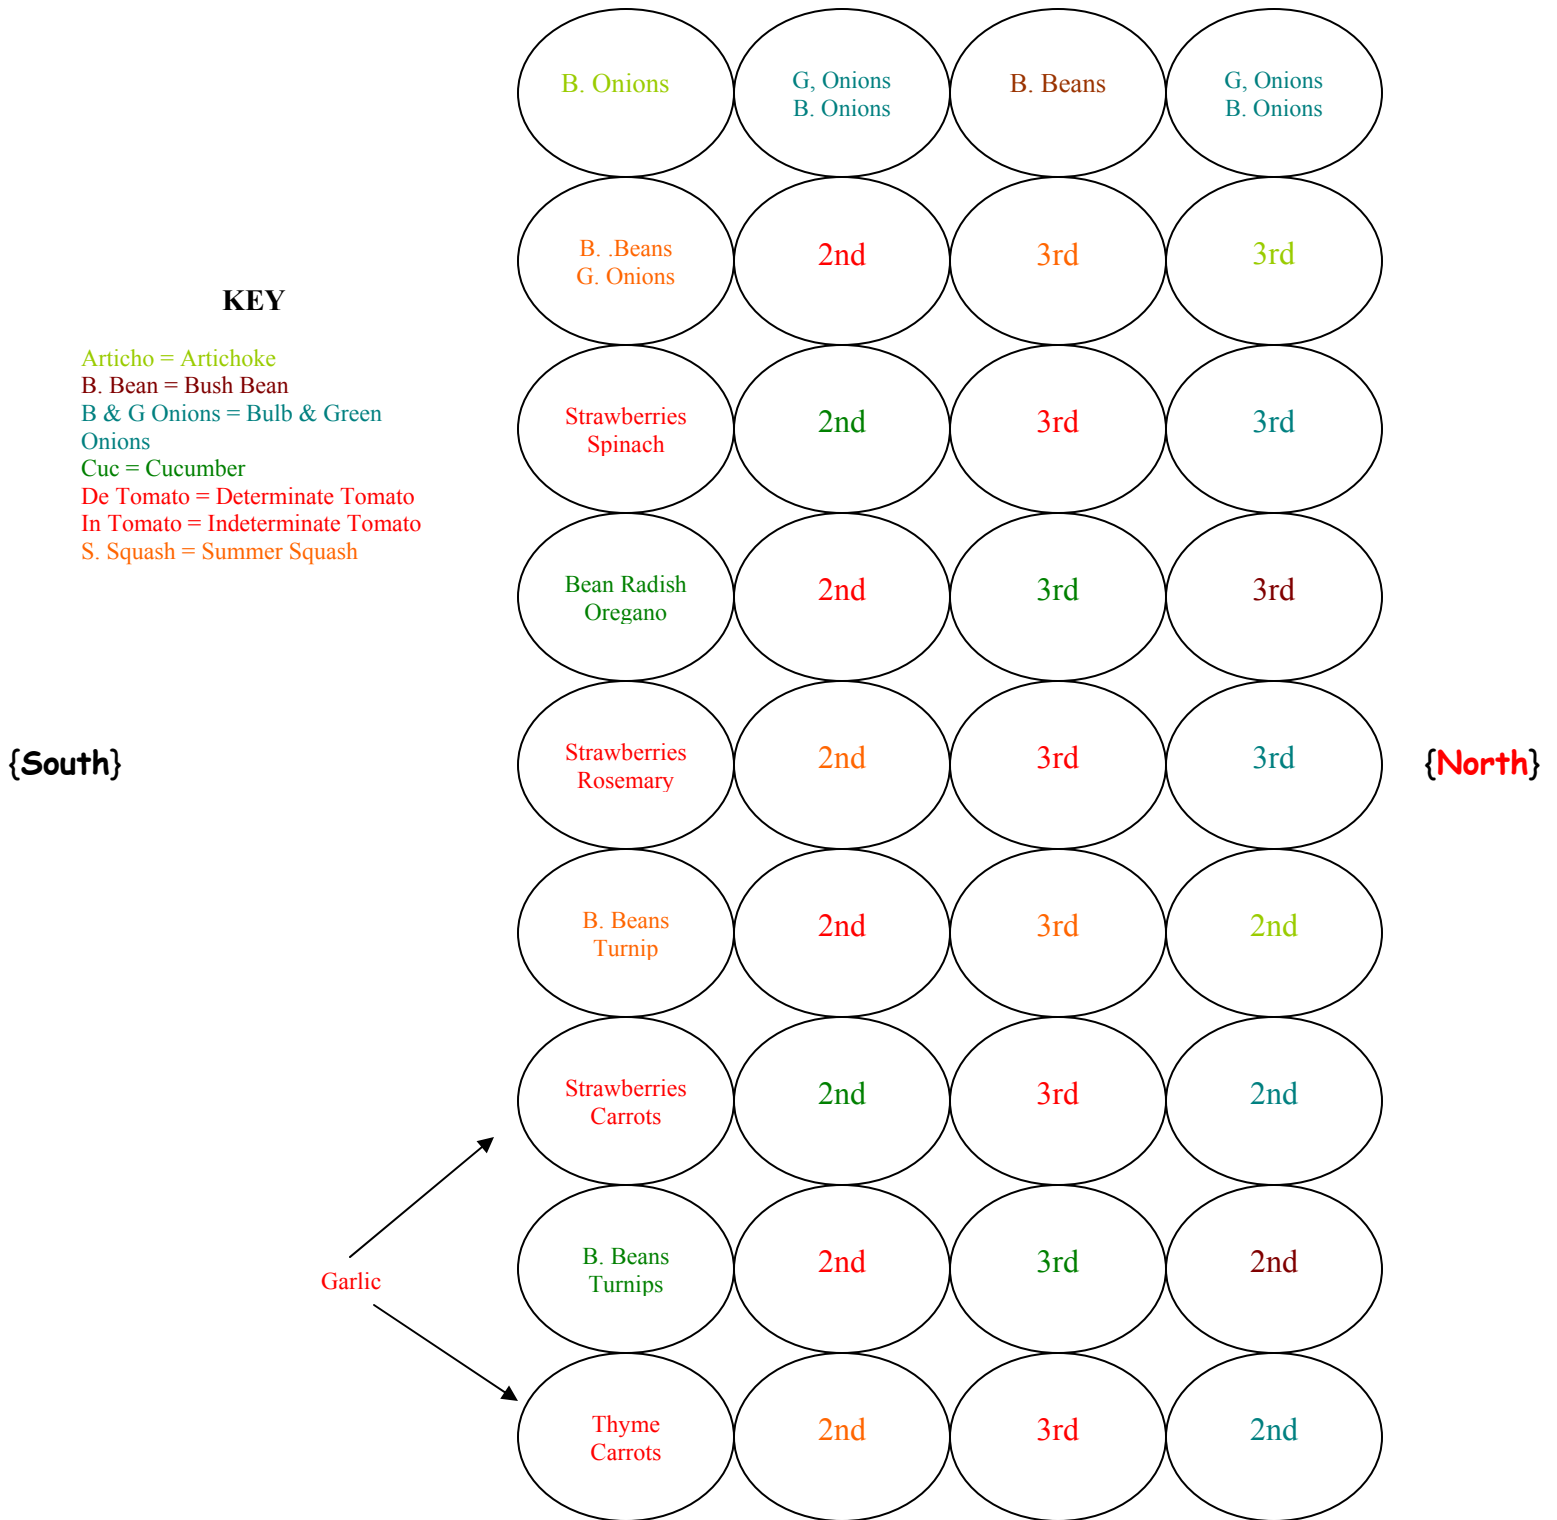 B. Onions
G, Onions
B. Onions
B. Beans
G, Onions
B. Onions
B. .Beans
G. Onions
2nd
3rd
3rd
KEY
Articho = Artichoke
B. Bean = Bush Bean
B & G Onions = Bulb & Green
Onions
Cuc = Cucumber
De Tomato = Determinate Tomato
In Tomato = Indeterminate Tomato
S. Squash = Summer Squash
Strawberries
Spinach
2nd
3rd
3rd
Bean Radish
Oregano
2nd
3rd
3rd
{South}
Strawberries
Rosemary
2nd
3rd
3rd
{North}
B. Beans
Turnip
2nd
3rd
2nd
Strawberries
Carrots
2nd
3rd
2nd
Garlic
B. Beans
Turnips
2nd
3rd
2nd
Thyme
Carrots
2nd
3rd
2nd